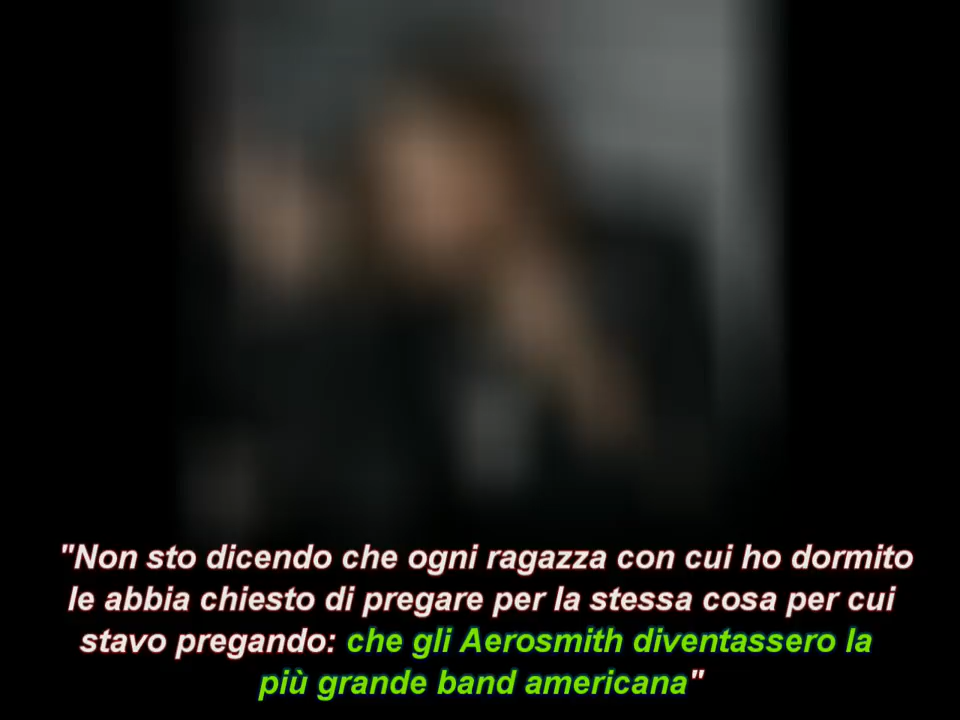 "Non sto dicendo che ogni ragazza con cui ho dormito
le abbia chiesto di pregare per la stessa cosa per cui
stavo pregando: che gli Aerosmith diventassero la
più grande band americana"